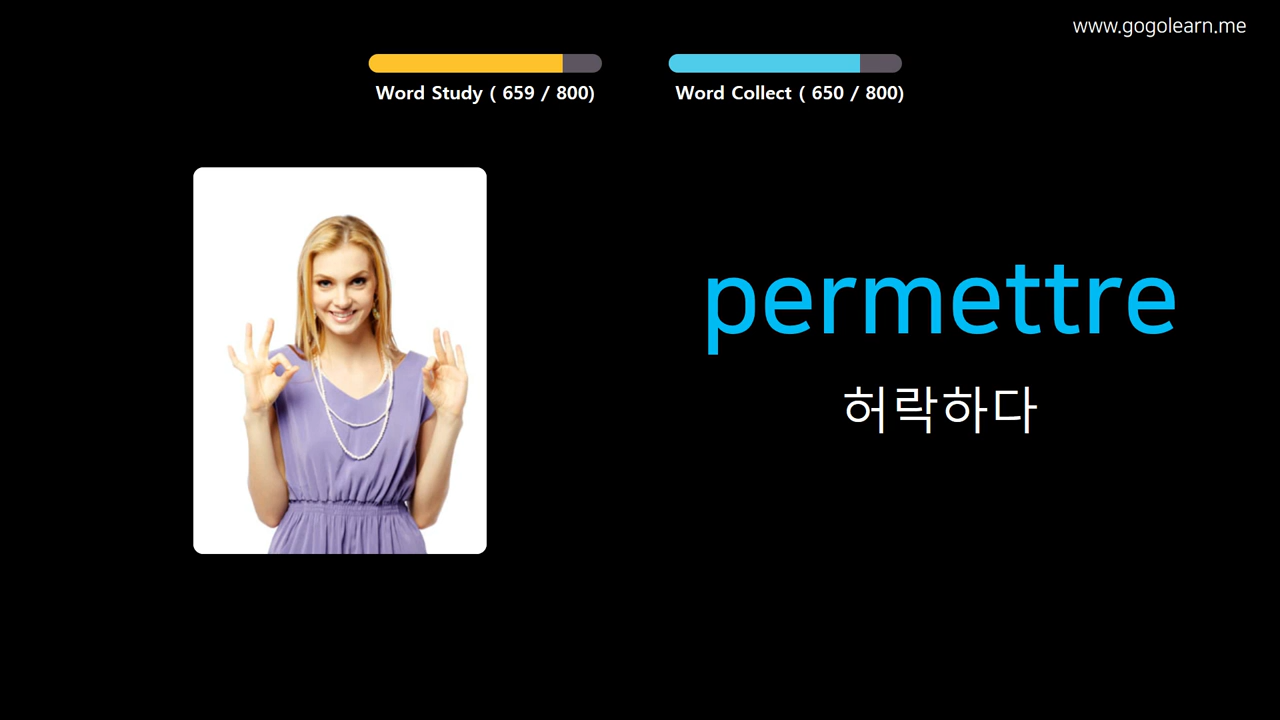 www.gogolearn.me
Word Study ( 659 / 800)
Word Collect ( 650 / 800)
permettre
허락하다